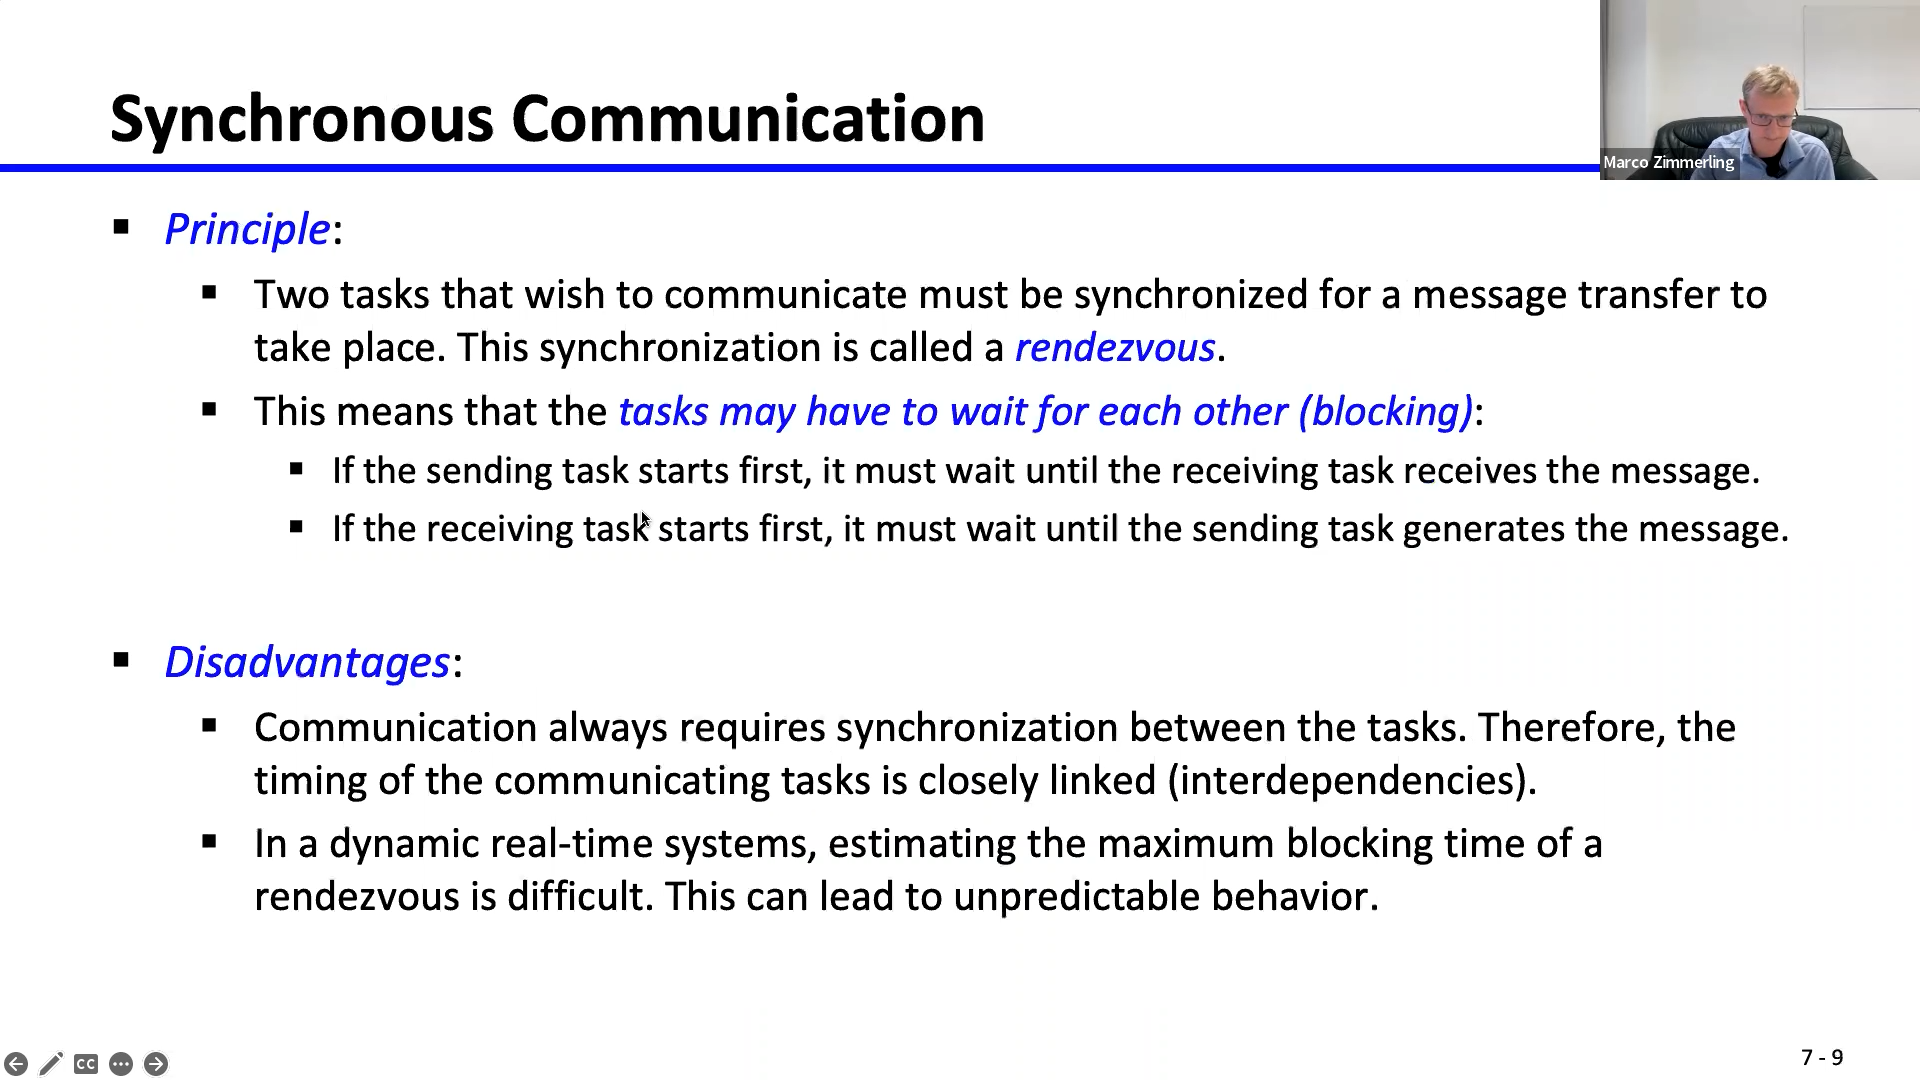 Synchronous Communication
Marco Zimmerling
▪ Principle:
▪ Two tasks that wish to communicate must be synchronized for a message transfer to
take place. This synchronization is called a rendezvous.
▪ This means that the tasks may have to wait for each other (blocking):
▪ If the sending task starts first, it must wait until the receiving task receives the message.
▪ If the receiving task starts first, it must wait until the sending task generates the message.
▪ Disadvantages:
▪ Communication always requires synchronization between the tasks. Therefore, the
timing of the communicating tasks is closely linked (interdependencies).
▪ In a dynamic real-time systems, estimating the maximum blocking time of a
rendezvous is difficult. This can lead to unpredictable behavior.
CC
7 - 9